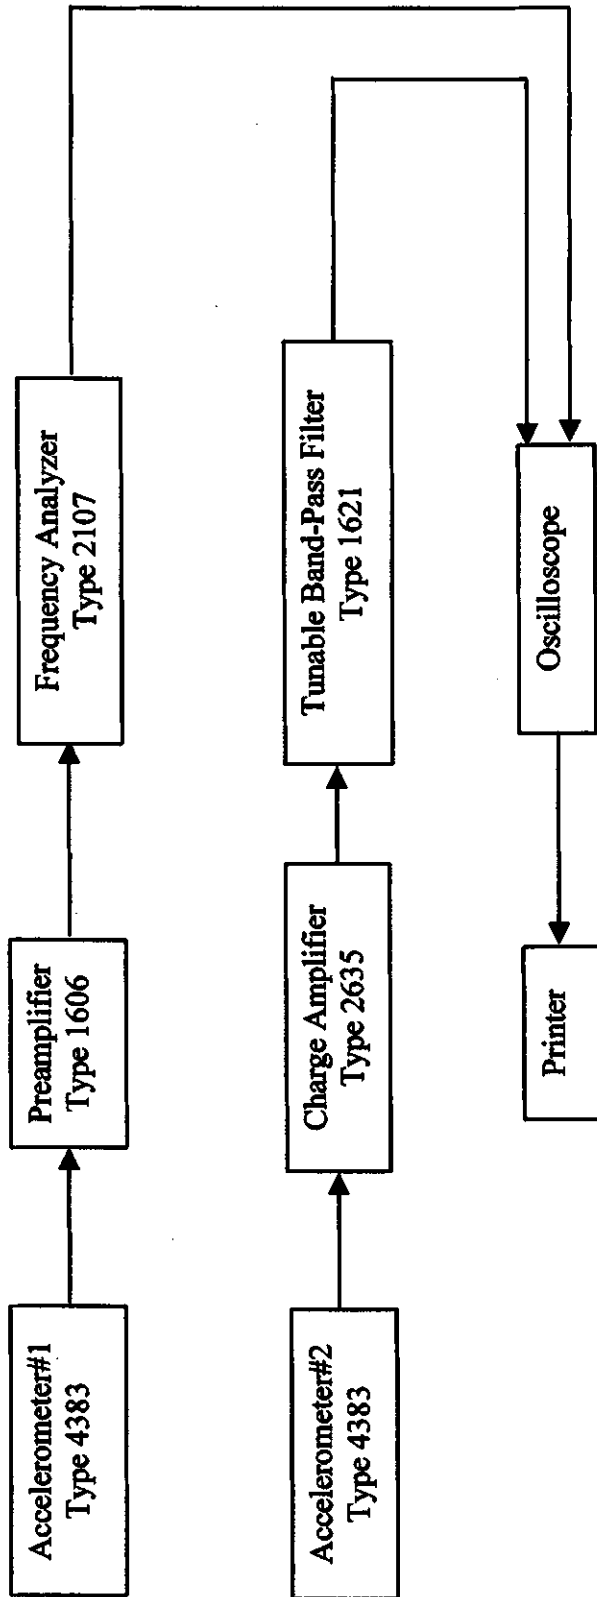 Accelerometer#1
Type 4383
Preamplifier
Type 1606
Frequency Analyzer
Type 2107
Accelerometer#2
Type 4383
Charge Amplifier
Type 2635
Tunable Band-Pass Filter
Type 1621
Printer
Oscilloscope